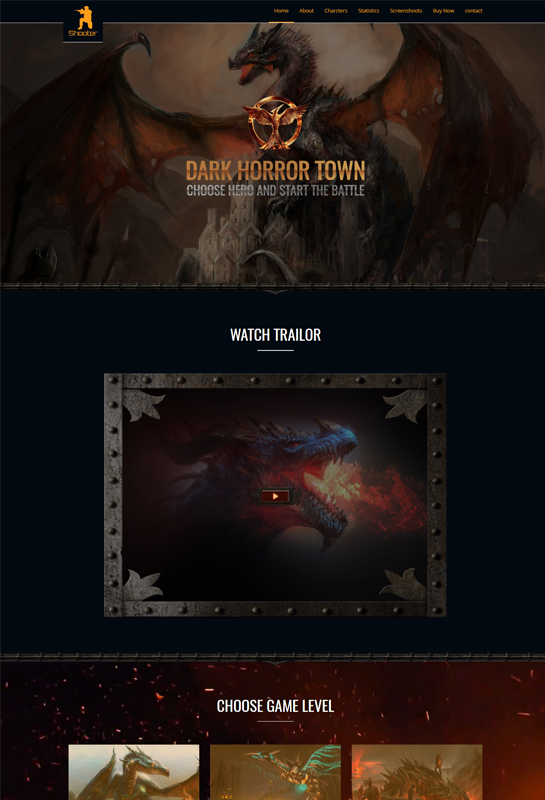 Shooter
Home About Charcters Statistics Screenshoots Buy Now contact
DARK HORROR TOWN
CHOOSE HERO AND START THE BATTLE
WATCH TRAILOR
CHOOSE GAME LEVEL